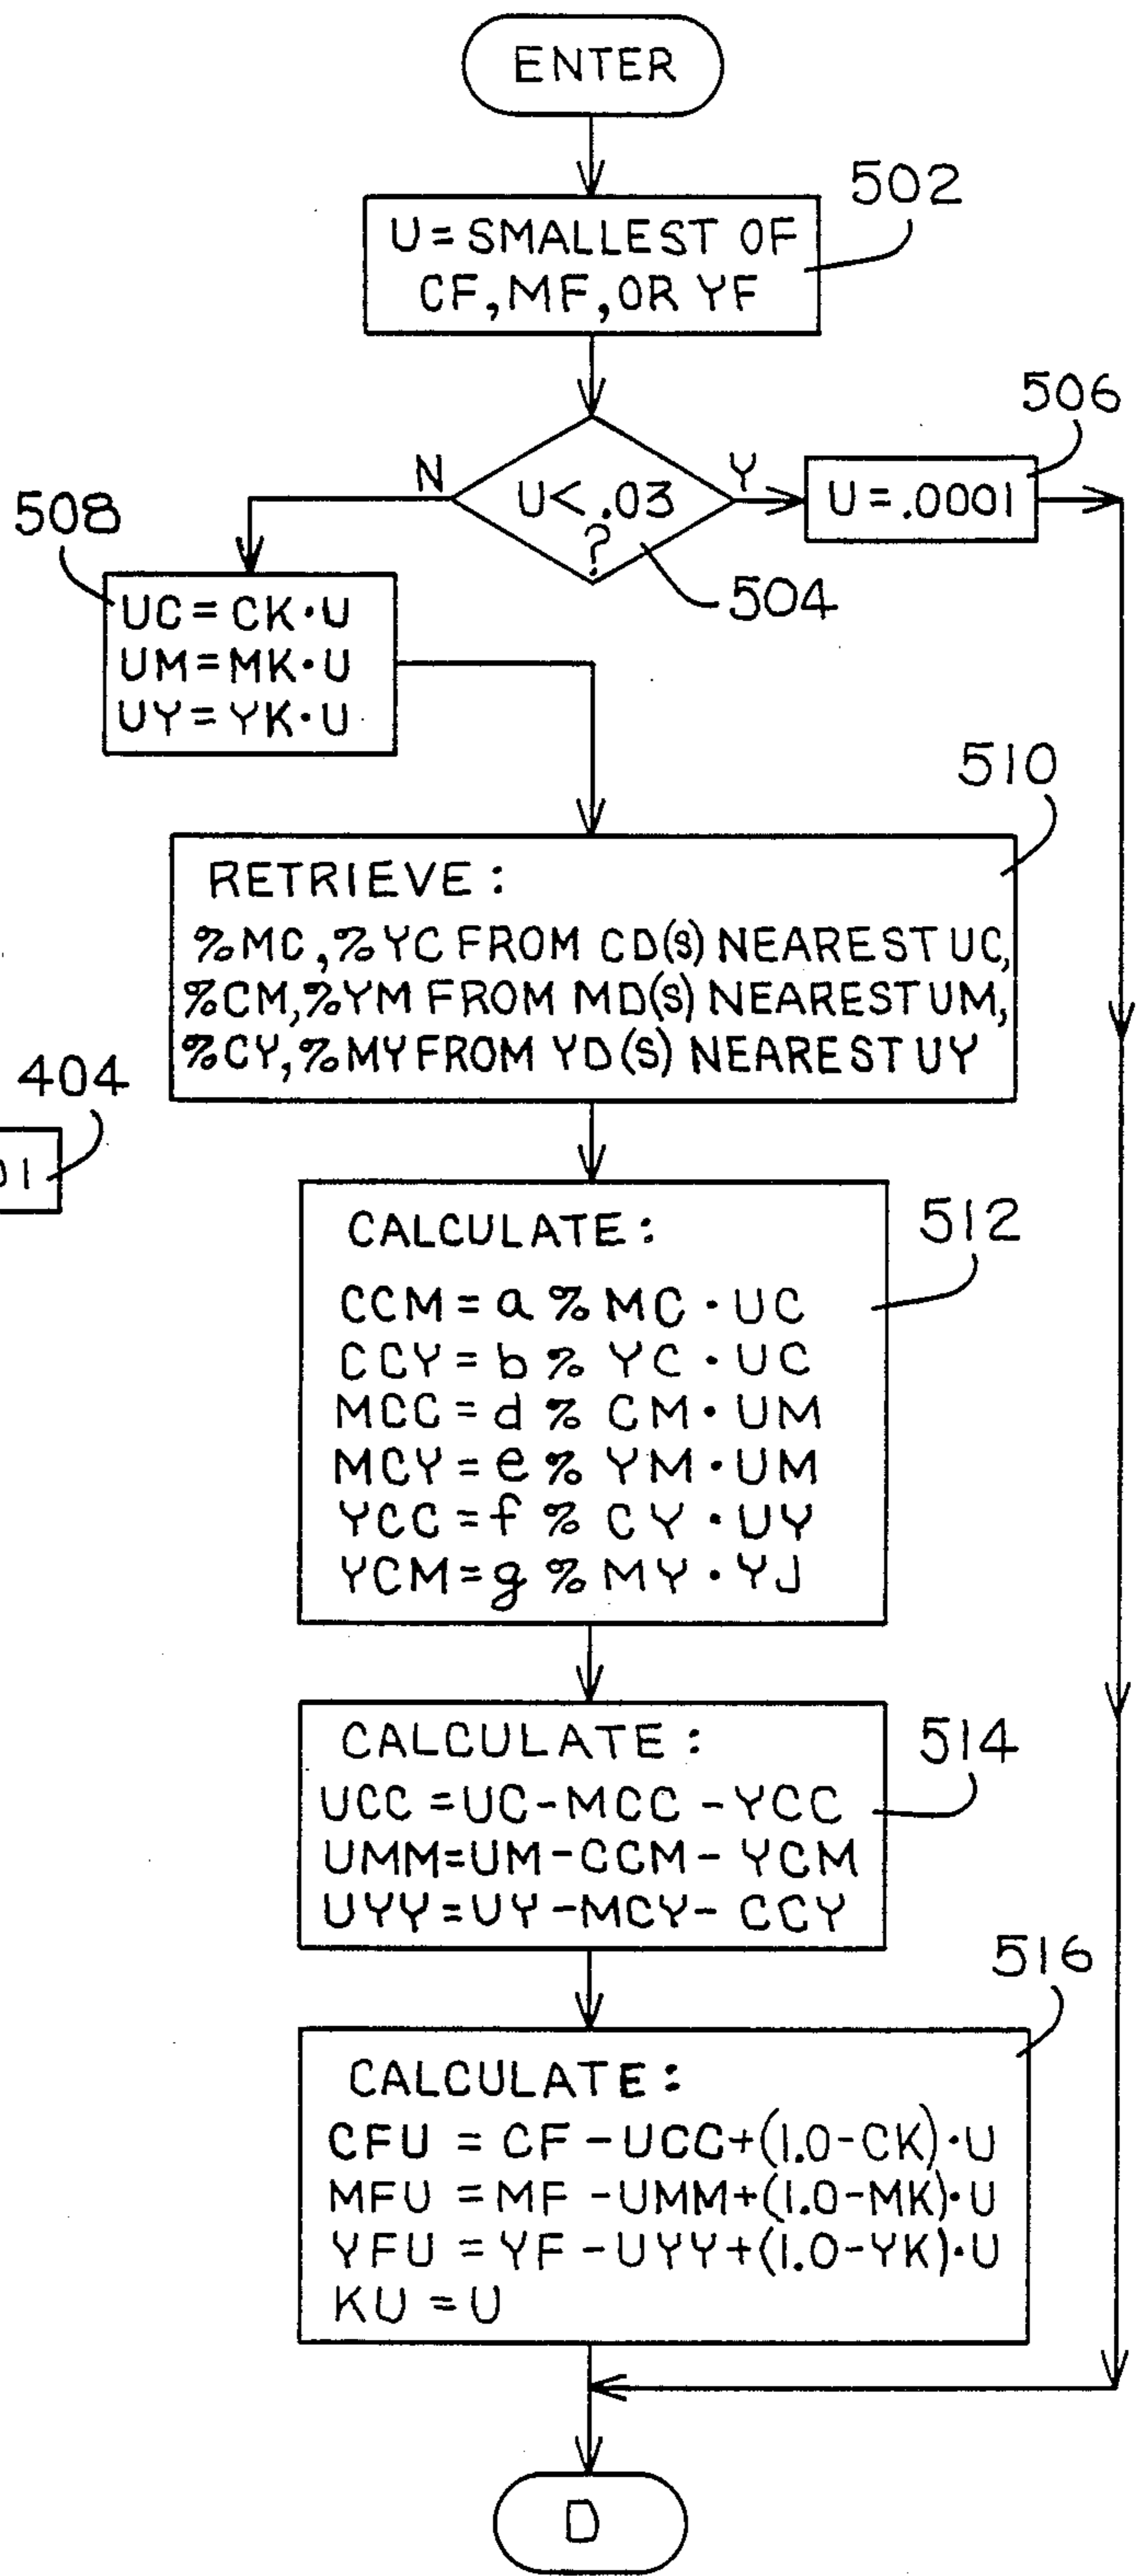 ENTER
502
U=SMALLEST OF
CF, MF, OR YF
506
N
U<.03
?
Y
U=.0001
504
508
UC=CK·U
UM=MK·U
UY=YK·U
510
RETRIEVE:
%MC, %YC FROM CD(S) NEAREST UC,
%CM, %YM FROM MD(S) NEAREST UM,
%CY, %MY FROM YD(S) NEAREST UY
404
01
512
CALCULATE:
CCM=a % MC · UC
CCY=b % YC · UC
MCC=d % CM · UM
MCY=e % YM · UM
YCC=f % CY · UY
YCM=g % MY · YJ
514
CALCULATE:
UCC=UC-MCC-YCC
UMM=UM-CCM-YCM
UYY=UY-MCY-CCY
516
CALCULATE:
CFU = CF-UCC+(1.0-CK)·U
MFU = MF-UMM+(1.0-MK)·U
YFU = YF-UYY+(1.0-YK)·U
KU = U
D